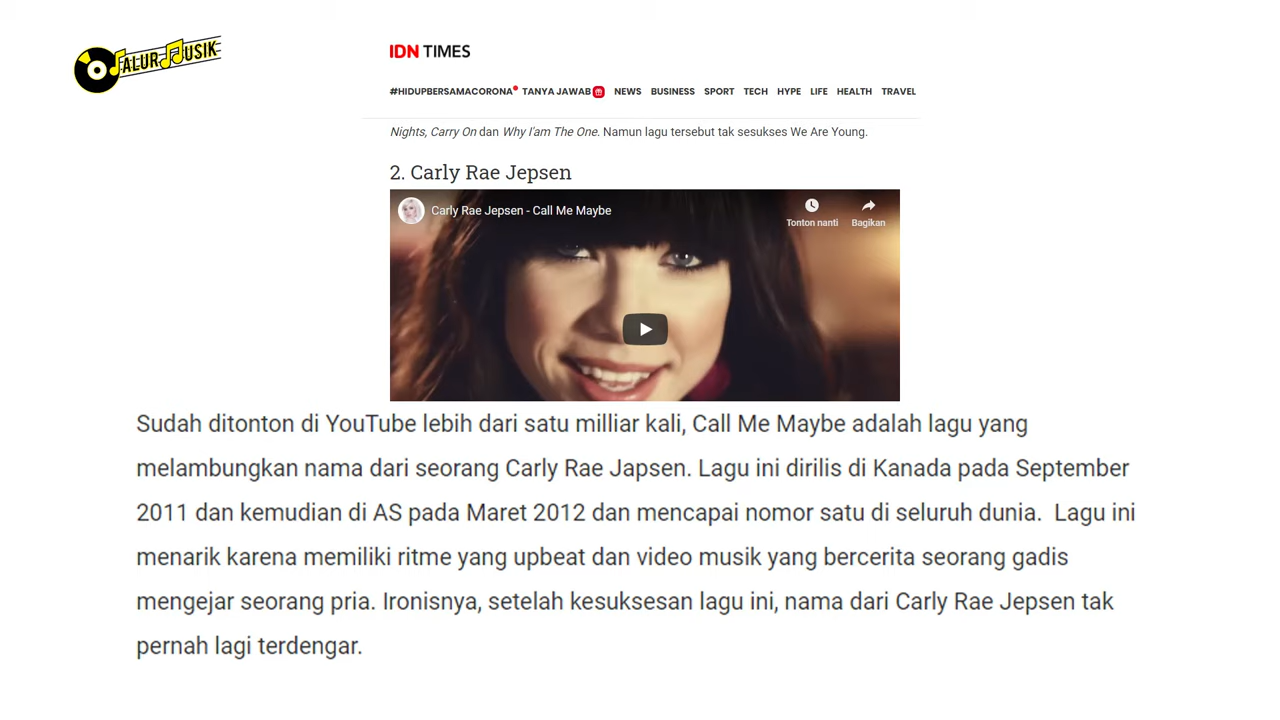 JALUR MUSIK
IDN TIMES
#HIDUPBERSAMACORONA TANYA JAWAB NEWS BUSINESS SPORT TECH HYPE LIFE HEALTH TRAVEL
Nights, Carry On dan Why I'am The One. Namun lagu tersebut tak sesukses We Are Young.
2. Carly Rae Jepsen
Carly Rae Jepsen - Call Me Maybe
Tonton nanti Bagikan
Sudah ditonton di YouTube lebih dari satu milliar kali, Call Me Maybe adalah lagu yang
melambungkan nama dari seorang Carly Rae Japsen. Lagu ini dirilis di Kanada pada September
2011 dan kemudian di AS pada Maret 2012 dan mencapai nomor satu di seluruh dunia.  Lagu ini
menarik karena memiliki ritme yang upbeat dan video musik yang bercerita seorang gadis
mengejar seorang pria. Ironisnya, setelah kesuksesan lagu ini, nama dari Carly Rae Jepsen tak
pernah lagi terdengar.